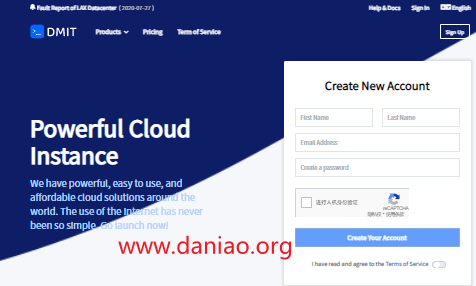 Fault Report of LAX Datacenter ( 2020-07-27 )
Help & Docs
Sign In
English
DMIT
Products
Pricing
Term of Service
Sign Up
Create New Account
First Name
Last Name
Email Address
Create a password
进行人机身份验证
reCAPTCHA
隐私权 - 使用条款
Create Your Account
I have read and agree to the Terms of Service
Powerful Cloud
Instance
We have powerful, easy to use, and
affordable cloud solutions around the
world. The use of the Internet has never
been so simple. Go launch now!
www.daniao.org